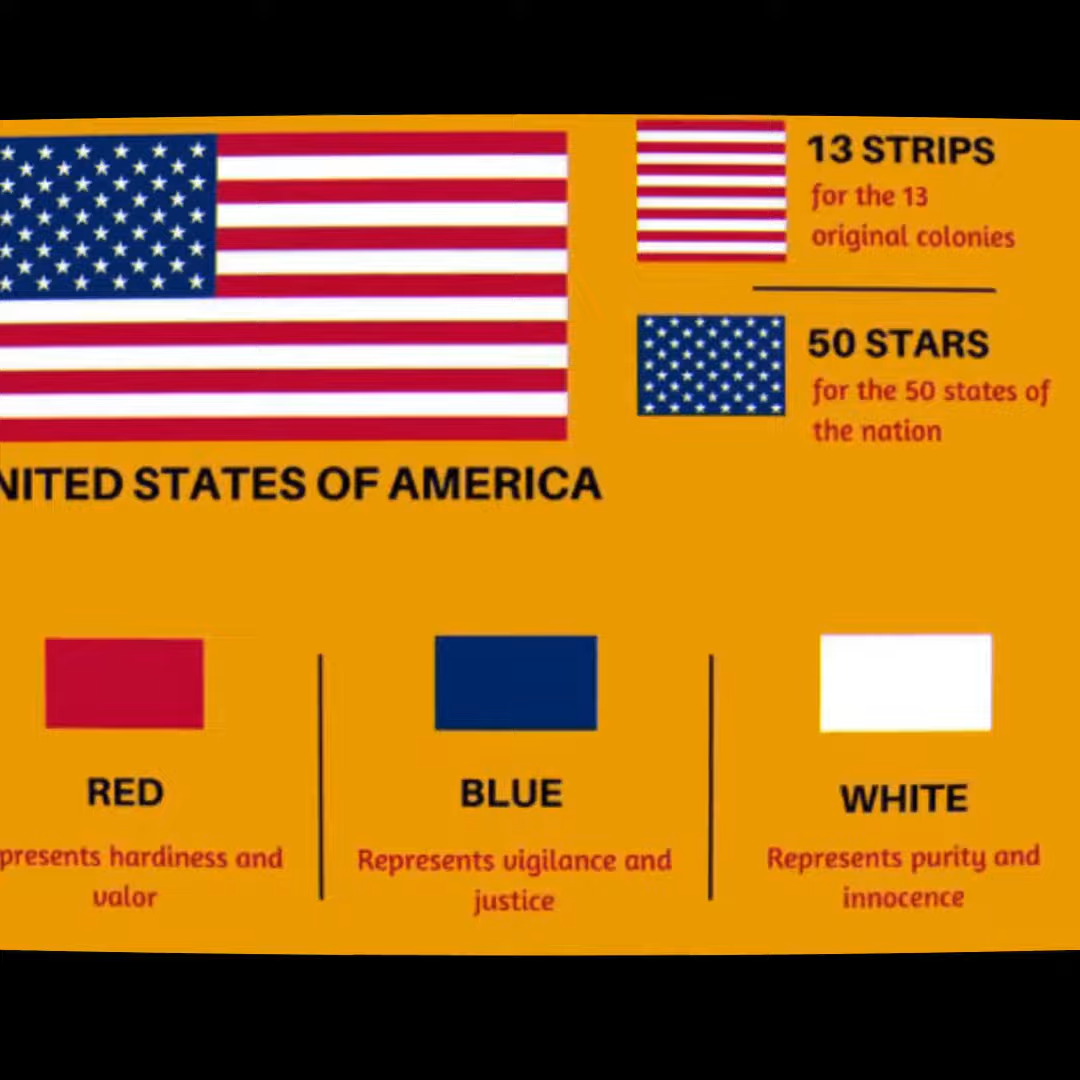 13 STRIPS
for the 13
original colonies
50 STARS
for the 50 states of
the nation
NITED STATES OF AMERICA
RED
presents hardiness and
valor
BLUE
Represents vigilance and
justice
WHITE
Represents purity and
innocence